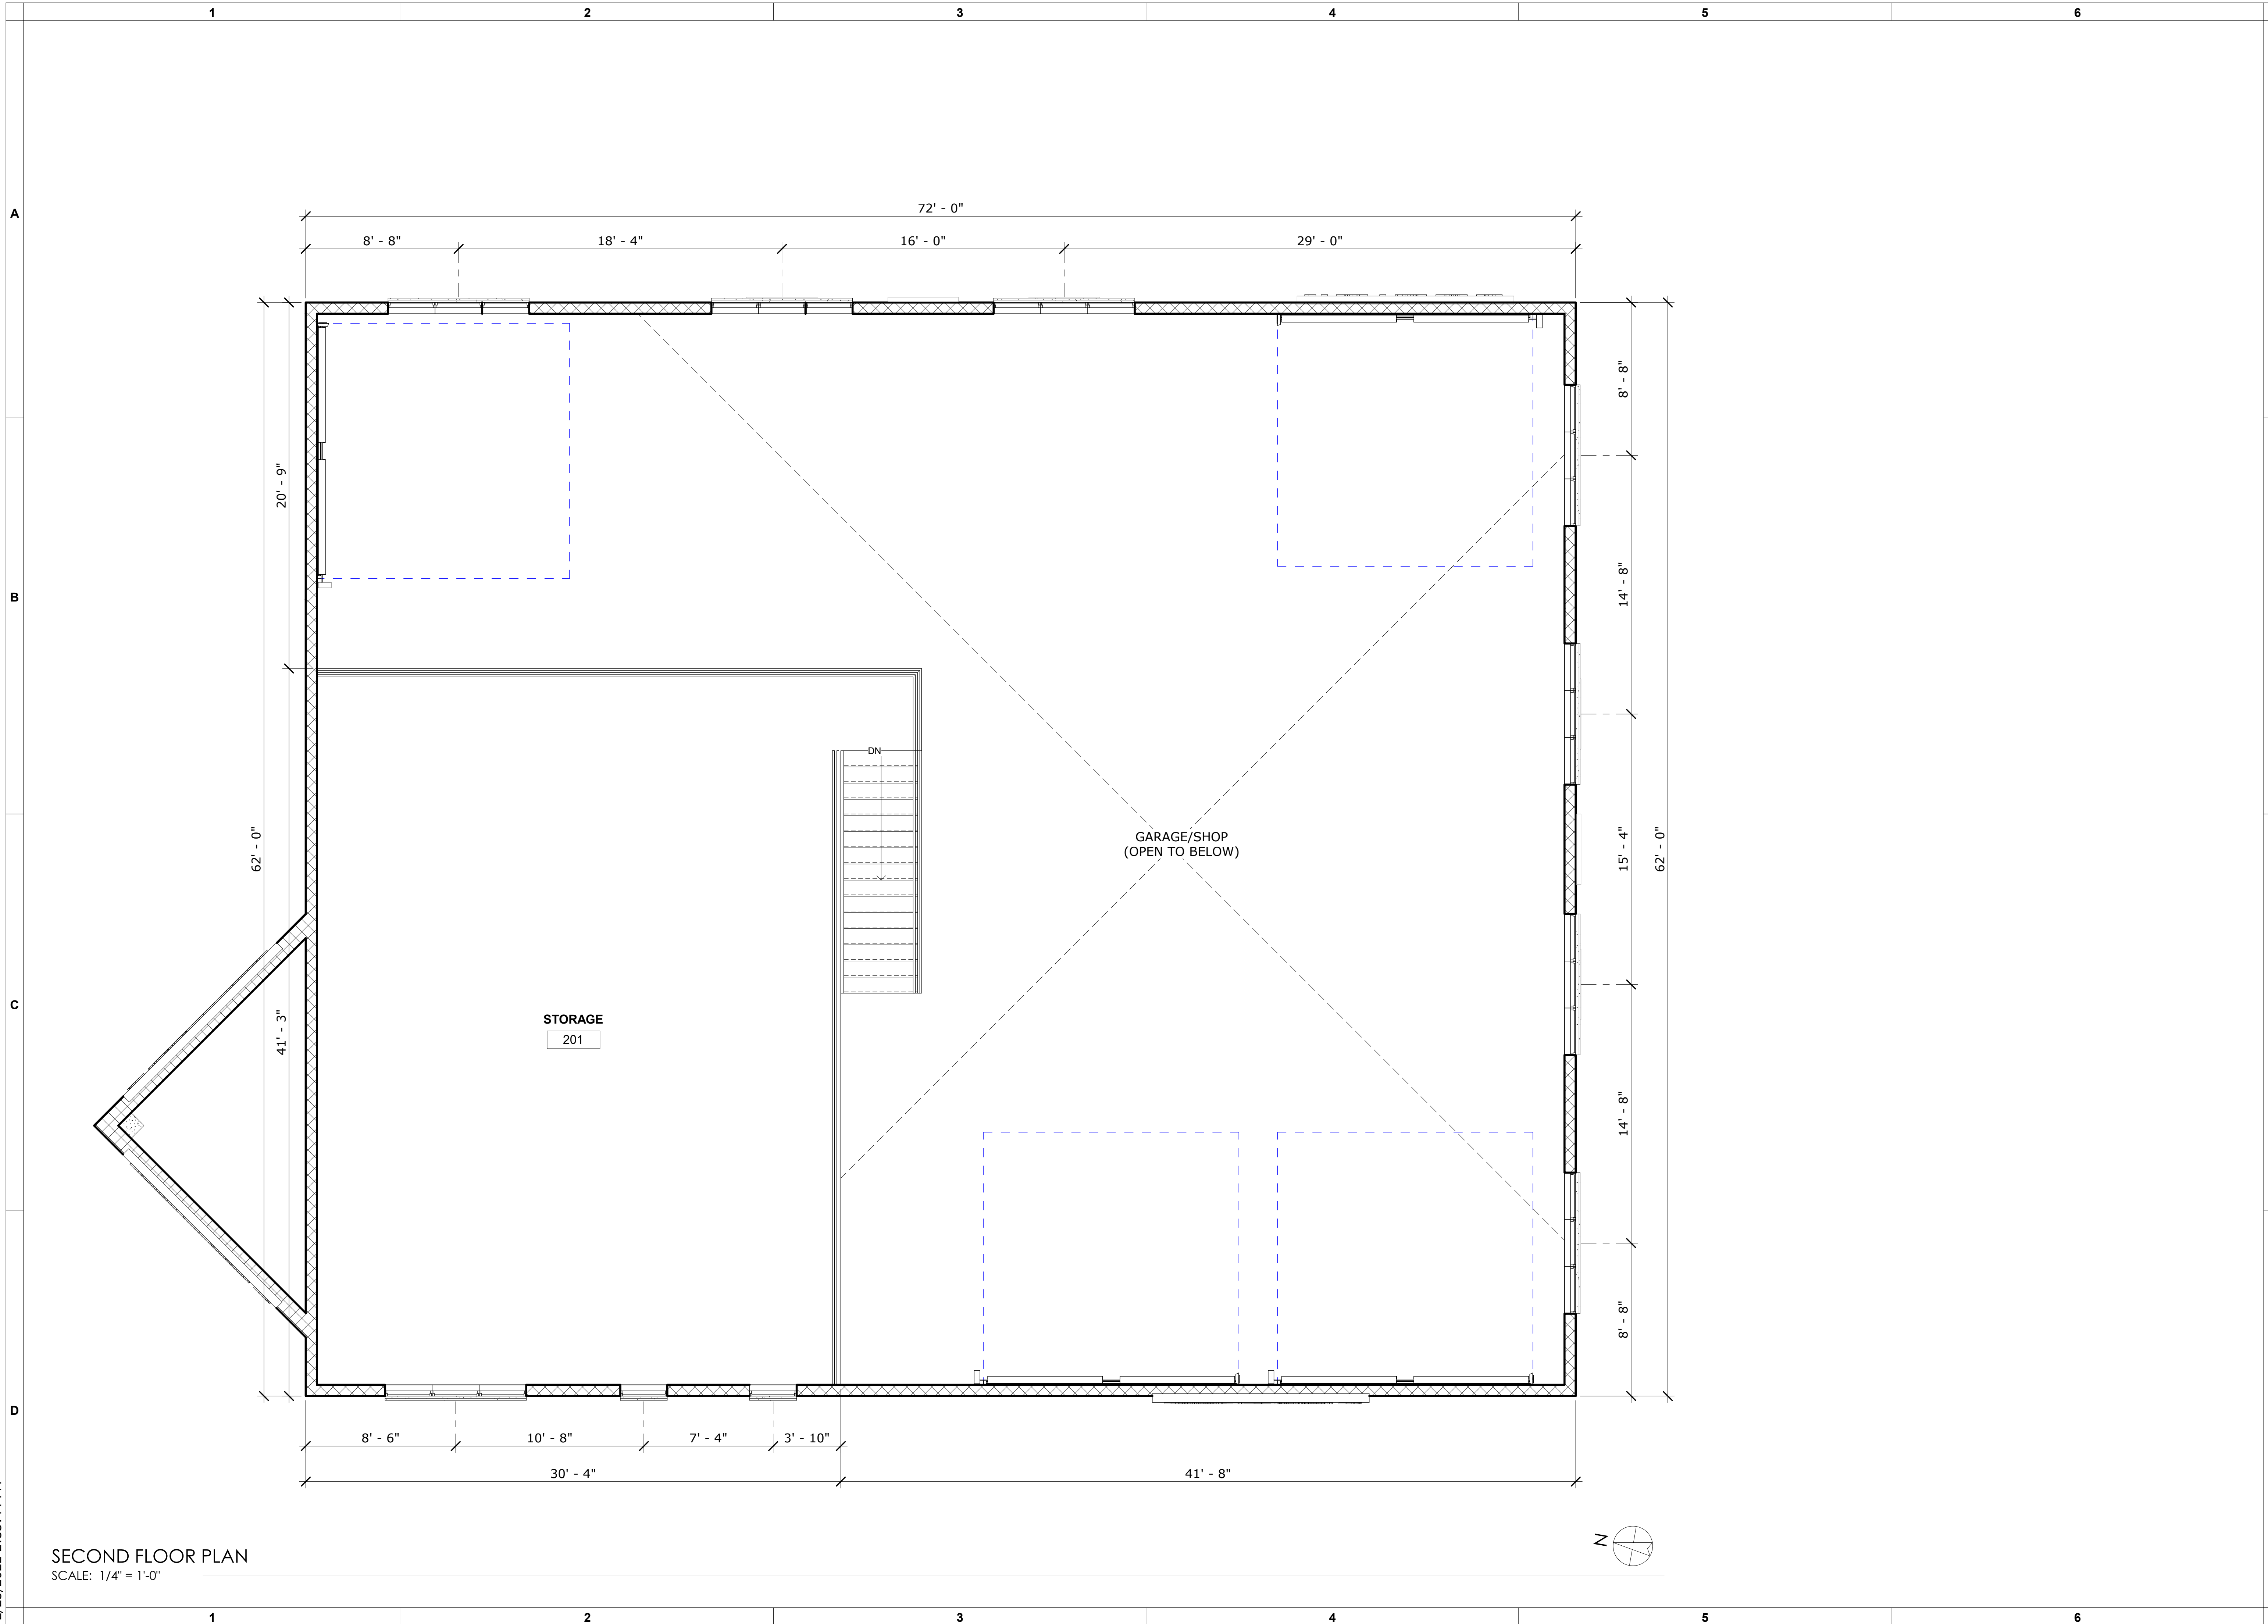 1 2 3 4 5 6
A
72' - 0"
8' - 8" 18' - 4" 16' - 0" 29' - 0"
8' - 8"
20' - 9"
B
14' - 8"
DN
62' - 0"
GARAGE/SHOP
(OPEN TO BELOW)
15' - 4"
62' - 0"
C
41' - 3"
STORAGE
201
14' - 8"
8' - 8"
D
8' - 6" 10' - 8" 7' - 4" 3' - 10"
30' - 4" 41' - 8"
N
SECOND FLOOR PLAN
SCALE: 1/4" = 1'-0"
1 2 3 4 5 6